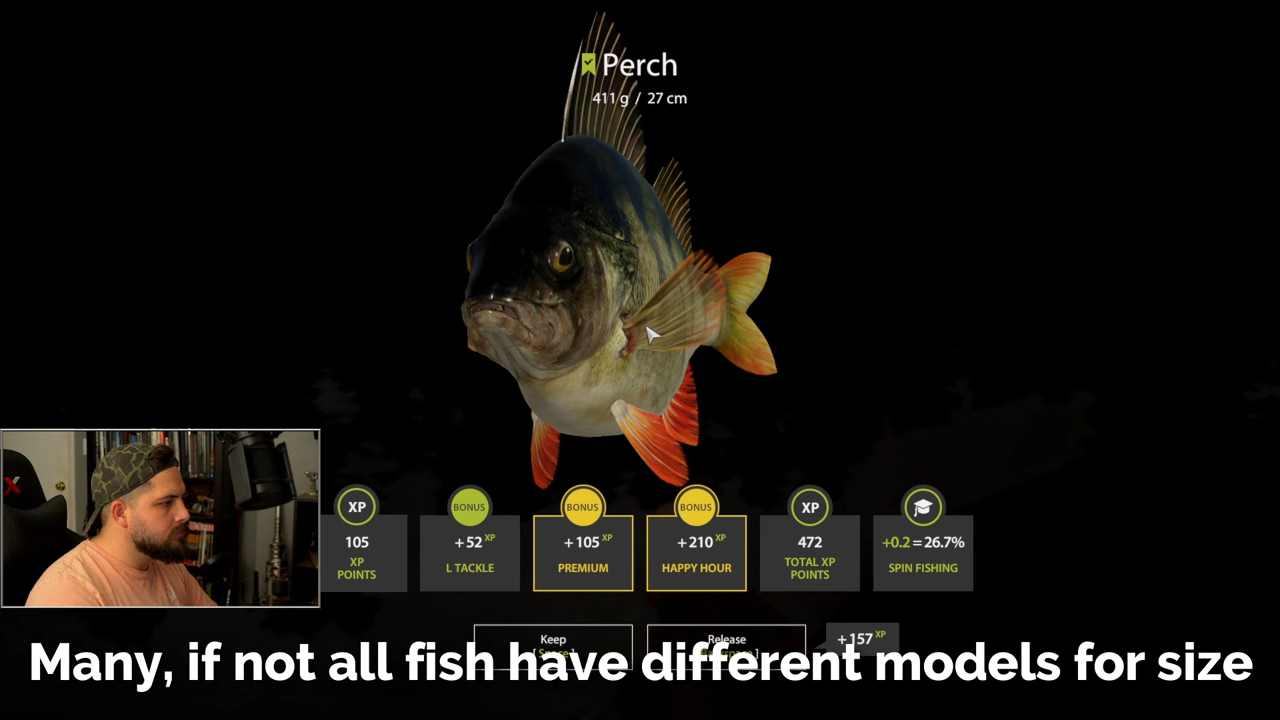 Perch
411 g / 27 cm
XP
BONUS
BONUS
BONUS
XP
105
+52 XP
+105 XP
+210 XP
472
+0.2=26.7%
XP
POINTS
L TACKLE
PREMIUM
HAPPY HOUR
TOTAL XP
POINTS
SPIN FISHING
Keep
Release
+157 XP
Many, if not all fish have different models for size
X